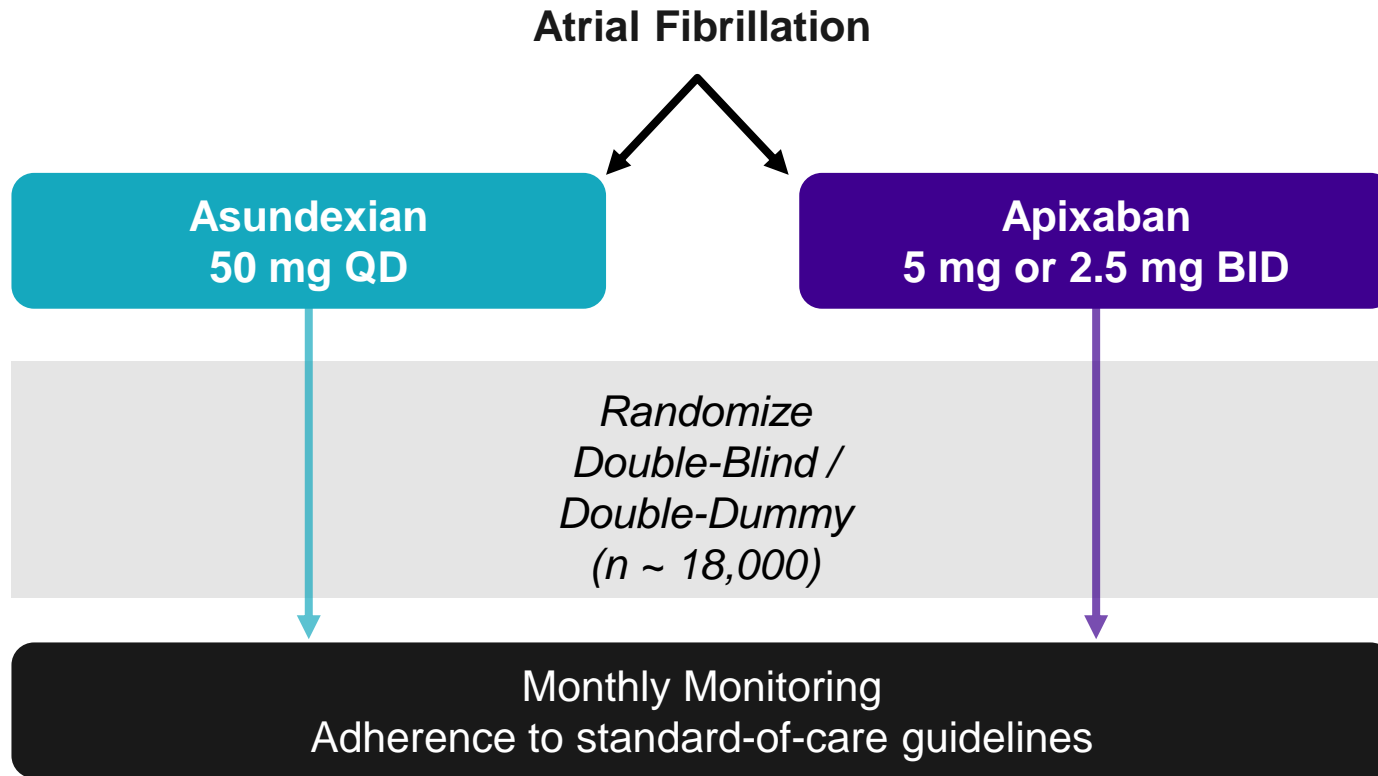 Atrial Fibrillation
Asundexian
50 mg QD
Apixaban
5 mg or 2.5 mg BID
Randomize
Double-Blind /
Double-Dummy
(n ~ 18,000)
Monthly Monitoring
Adherence to standard-of-care guidelines